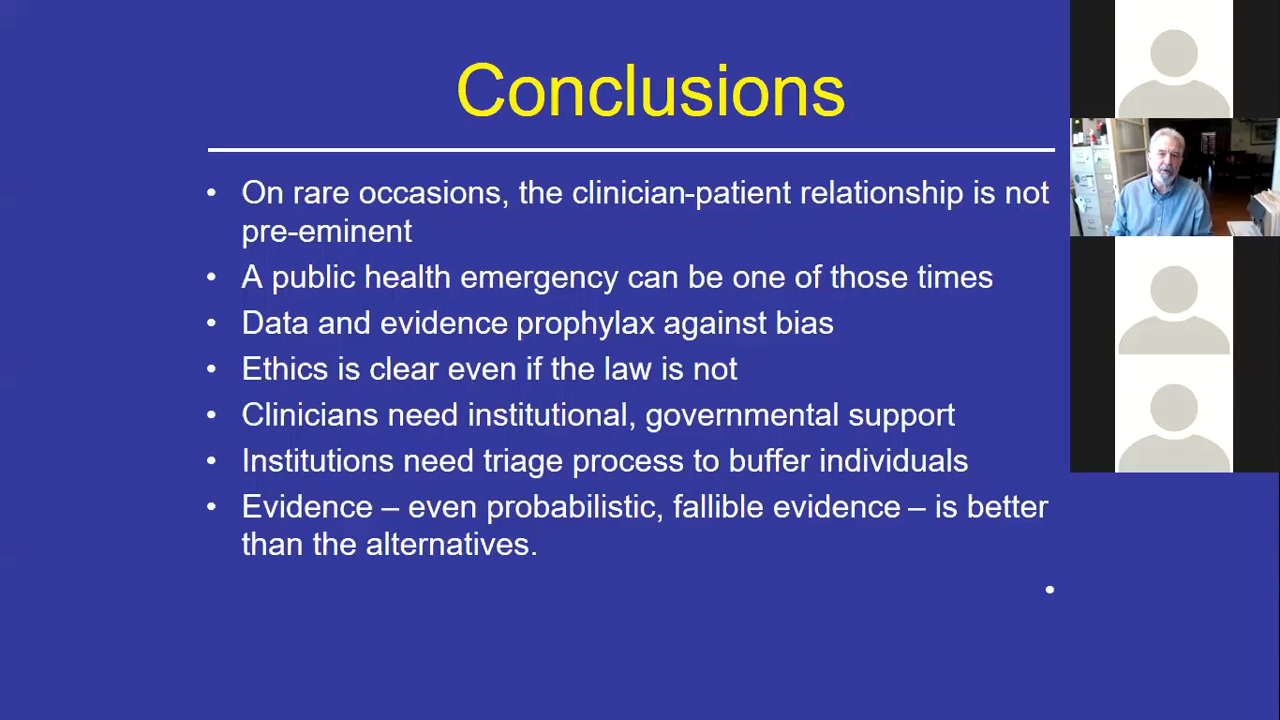 Conclusions
• On rare occasions, the clinician-patient relationship is not
pre-eminent
• A public health emergency can be one of those times
• Data and evidence prophylax against bias
• Ethics is clear even if the law is not
• Clinicians need institutional, governmental support
• Institutions need triage process to buffer individuals
• Evidence – even probabilistic, fallible evidence – is better
than the alternatives.
•